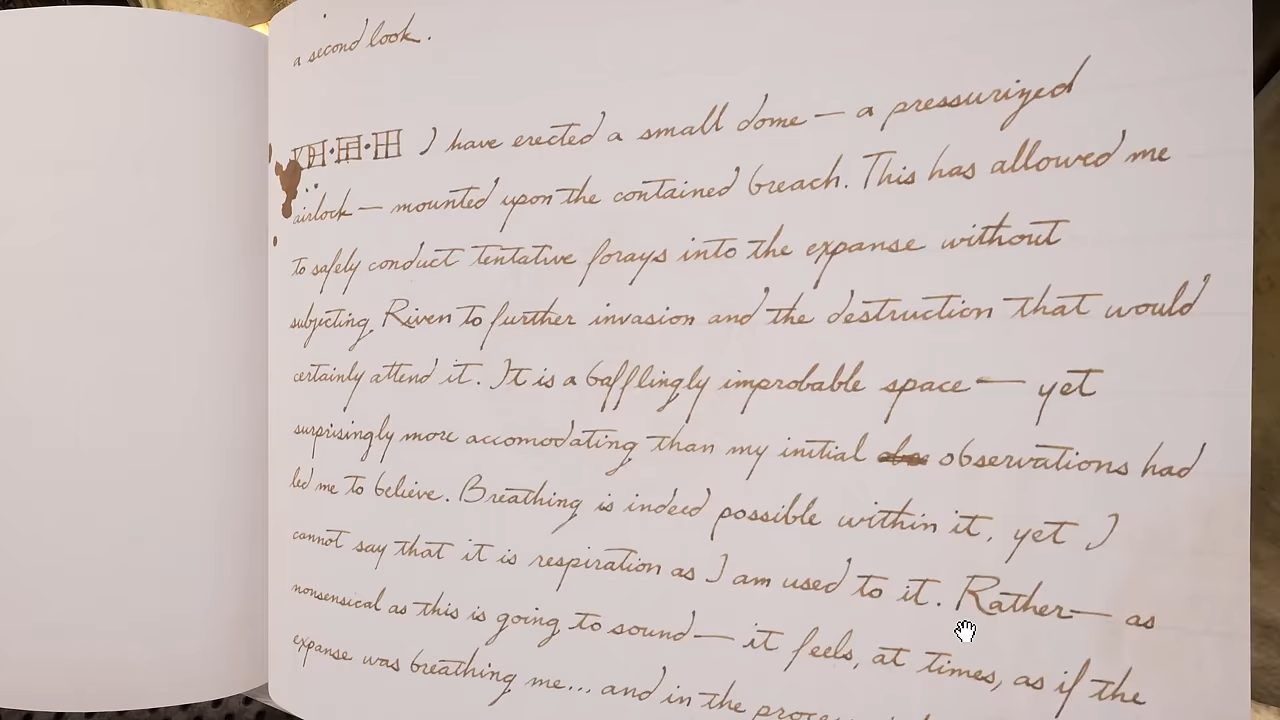 a second look.
I have erected a small dome — a pressurized
airlock — mounted upon the contained breach. This has allowed me
to safely conduct tentative forays into the expanse without
subjecting Riven to further invasion and the destruction that would
certainly attend it. It is a bafflingly improbable space — yet
surprisingly more accomodating than my initial observations had
led me to believe. Breathing is indeed possible within it, yet I
cannot say that it is respiration as I am used to it. Rather — as
nonsensical as this is going to sound — it feels, at times, as if the
expanse was breathing me... and in the